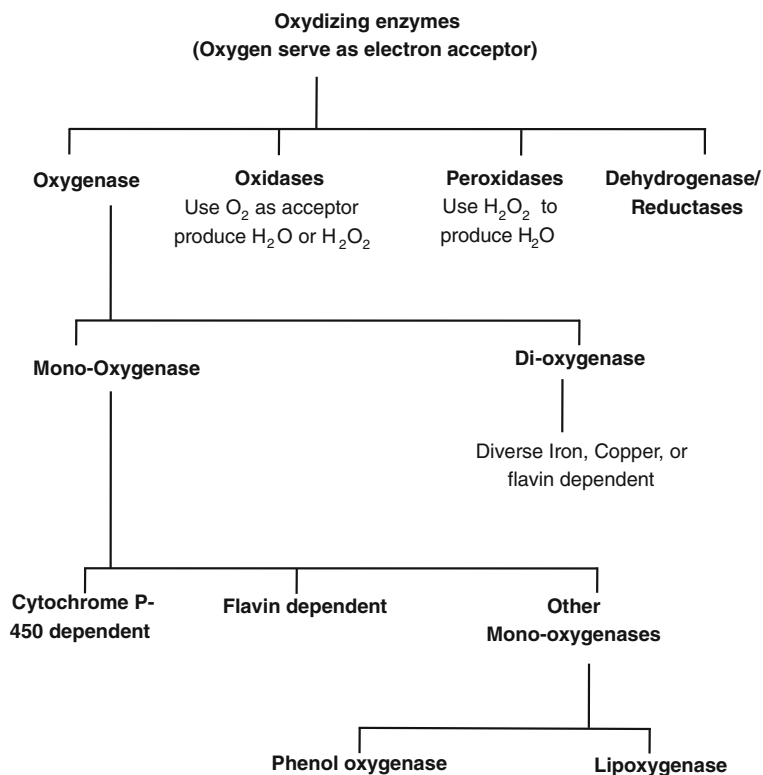 Oxydizing enzymes
(Oxygen serve as electron acceptor)
Oxygenase
Oxidases
Use O₂ as acceptor
produce H₂O or H₂O₂
Peroxidases
Use H₂O₂ to
produce H₂O
Dehydrogenase/
Reductases
Mono-Oxygenase
Di-oxygenase
Diverse Iron, Copper, or
flavin dependent
Cytochrome P-
450 dependent
Flavin dependent
Other
Mono-oxygenases
Phenol oxygenase
Lipoxygenase